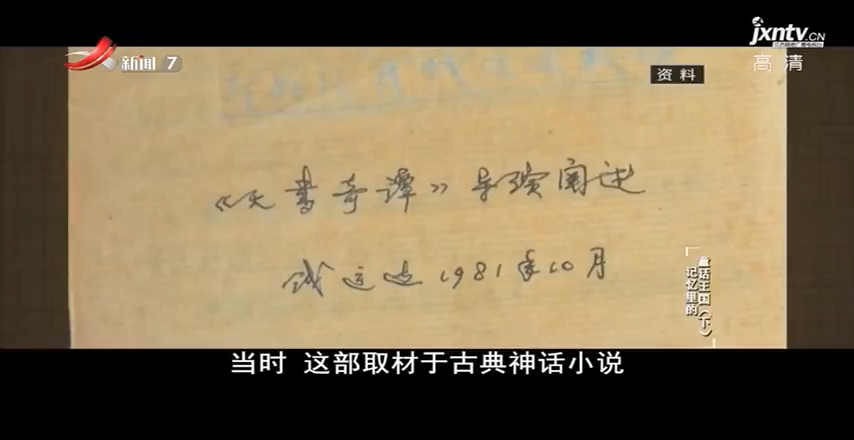 jxntv.CN
新闻 7
高清
资料
《天书奇谭》导演阐述
钱运达 1981年10月
记忆里的
童话王国(下)
当时 这部取材于古典神话小说